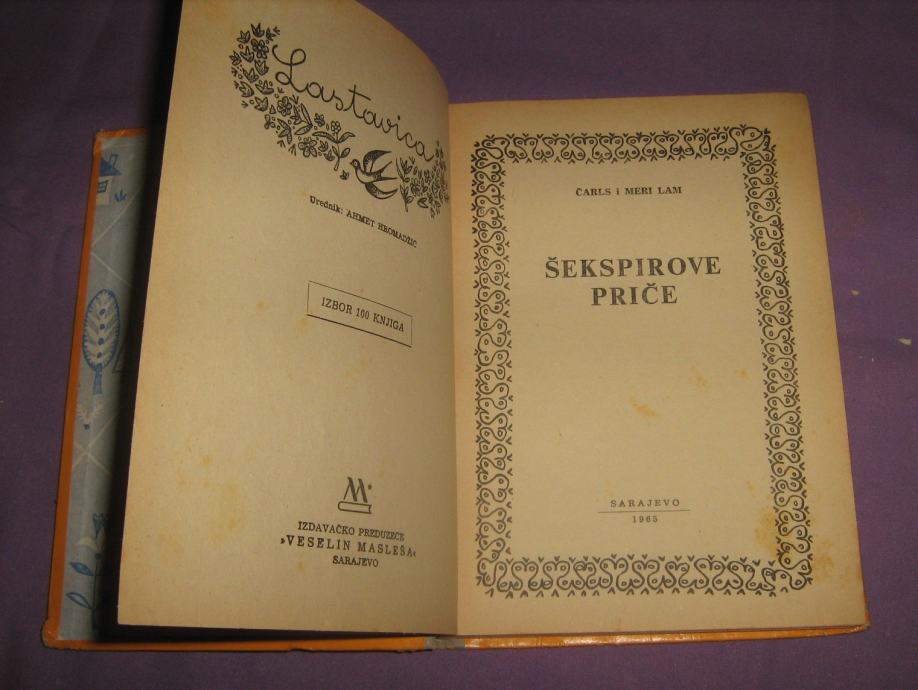 Lastavica
Urednik: AHMET HROMADŽIĆ
IZBOR 100 KNJIGA
M
IZDAVAČKO PREDUZEĆE
»VESELIN MASLEŠA«
SARAJEVO
ČARLS i MERI LAM
ŠEKSPIROVE
PRIČE
SARAJEVO
1965